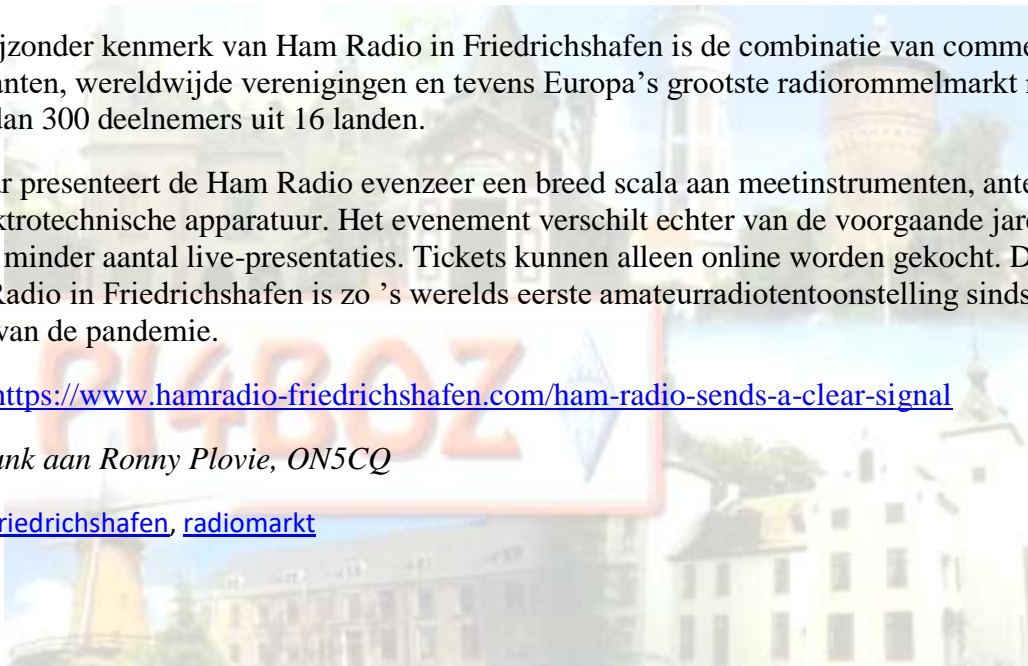 ijzonder kenmerk van Ham Radio in Friedrichshafen is de combinatie van comme
anten, wereldwijde verenigingen en tevens Europa’s grootste radiorommelmarkt
dan 300 deelnemers uit 16 landen.
ar presenteert de Ham Radio evenzeer een breed scala aan meetinstrumenten, ante
ktrotechnische apparatuur. Het evenement verschilt echter van de voorgaande jar
minder aantal live-presentaties. Tickets kunnen alleen online worden gekocht. D
Radio in Friedrichshafen is zo ’s werelds eerste amateurradiotentoonstelling sinds
van de pandemie.
https://www.hamradio-friedrichshafen.com/ham-radio-sends-a-clear-signal
ank aan Ronny Plovie, ON5CQ
riedrichshafen, radiomarkt
PI4BOZ